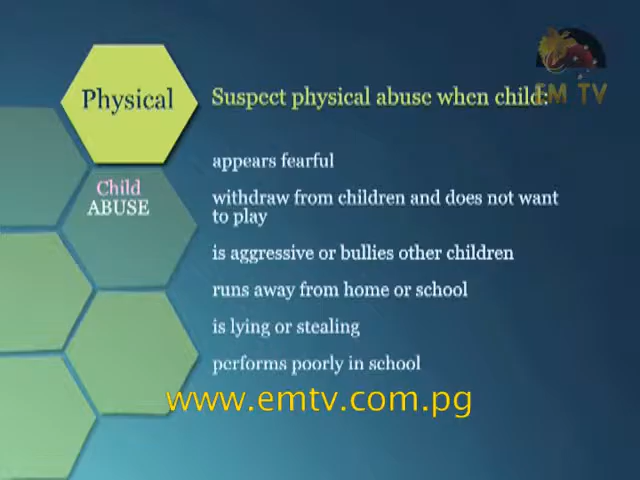 EM TV
Physical
Suspect physical abuse when child:
Child
ABUSE
appears fearful
withdraw from children and does not want
to play
is aggressive or bullies other children
runs away from home or school
is lying or stealing
performs poorly in school
www.emtv.com.pg